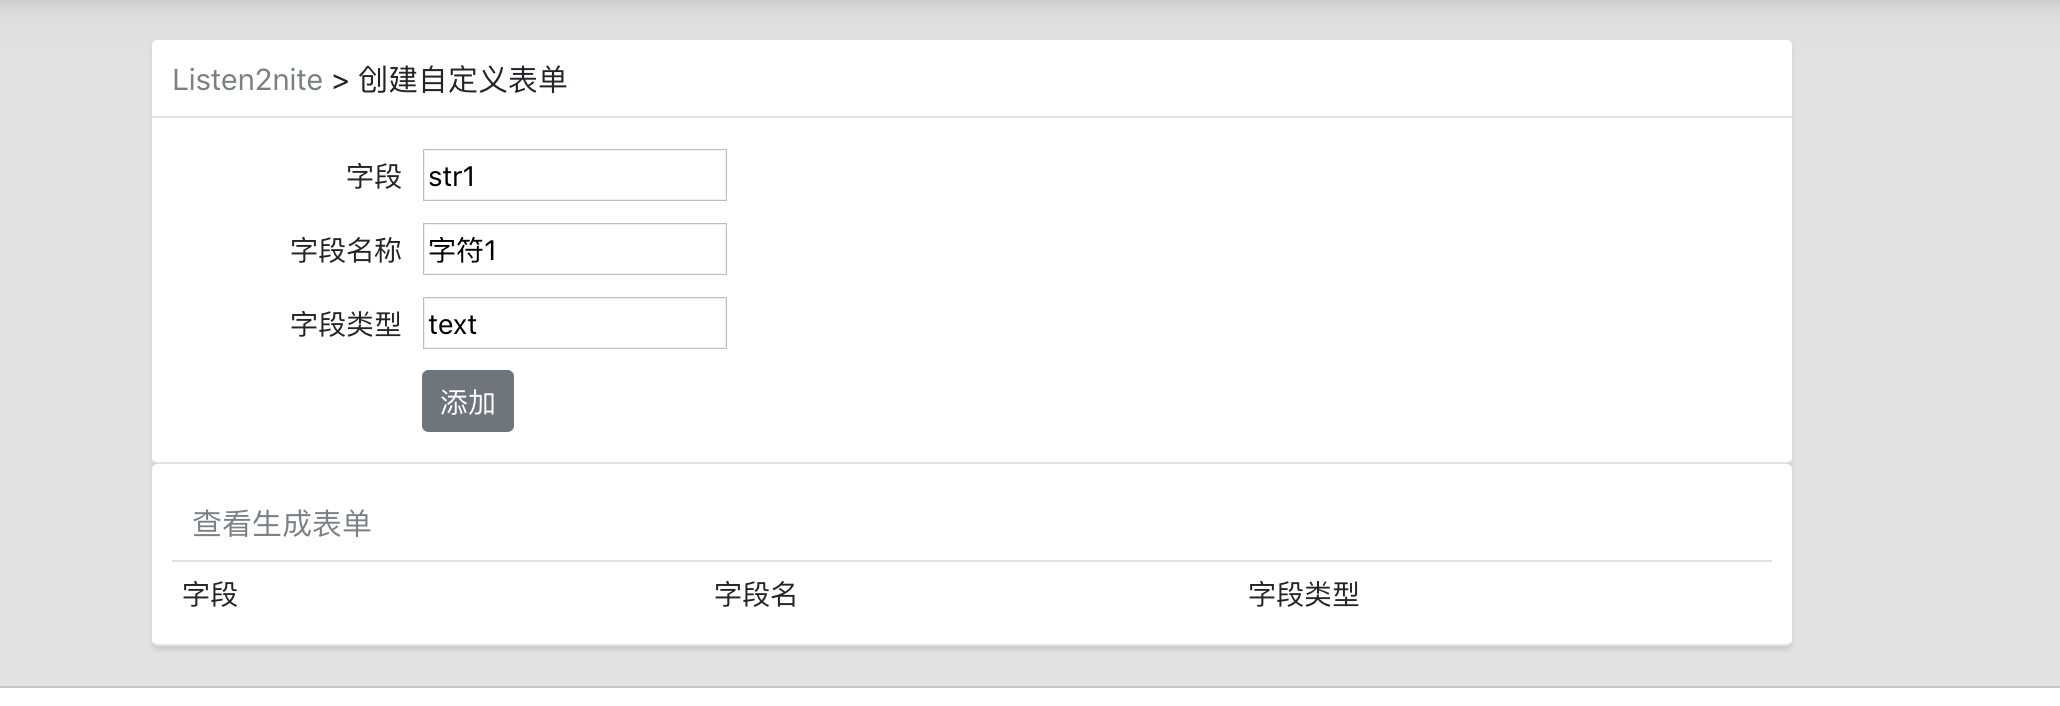 Listen2nite > 创建自定义表单
字段 str1
字段名称 字符1
字段类型 text
添加
查看生成表单
字段 字段名 字段类型